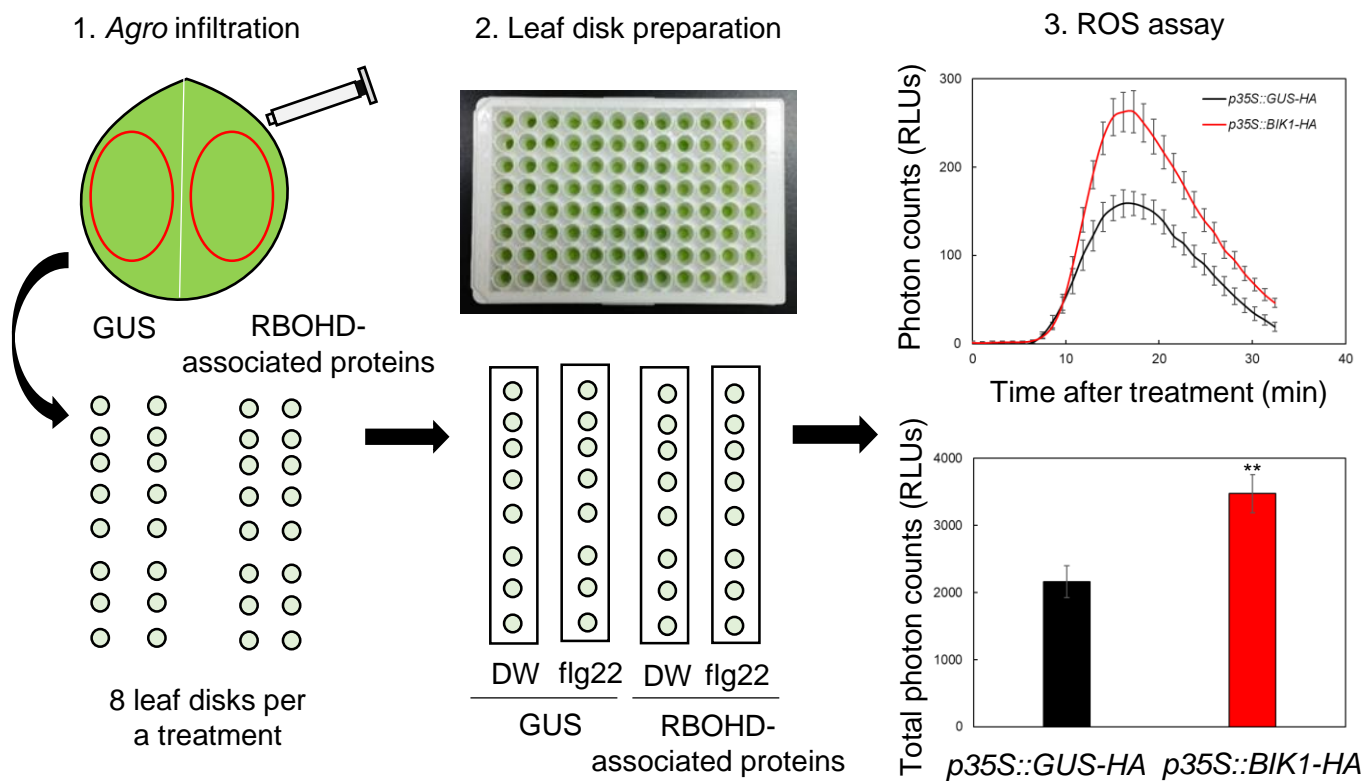 1. Agro infiltration
GUS
RBOHD-
associated proteins
8 leaf disks per
a treatment
2. Leaf disk preparation
DW flg22 DW flg22
GUS
RBOHD-
associated proteins
3. ROS assay
Photon counts (RLUs)
300
200
100
0
p35S::GUS-HA
p35S::BIK1-HA
0 10 20 30 40
Time after treatment (min)
Total photon counts (RLUs)
4000
3000
2000
1000
0
**
p35S::GUS-HA p35S::BIK1-HA